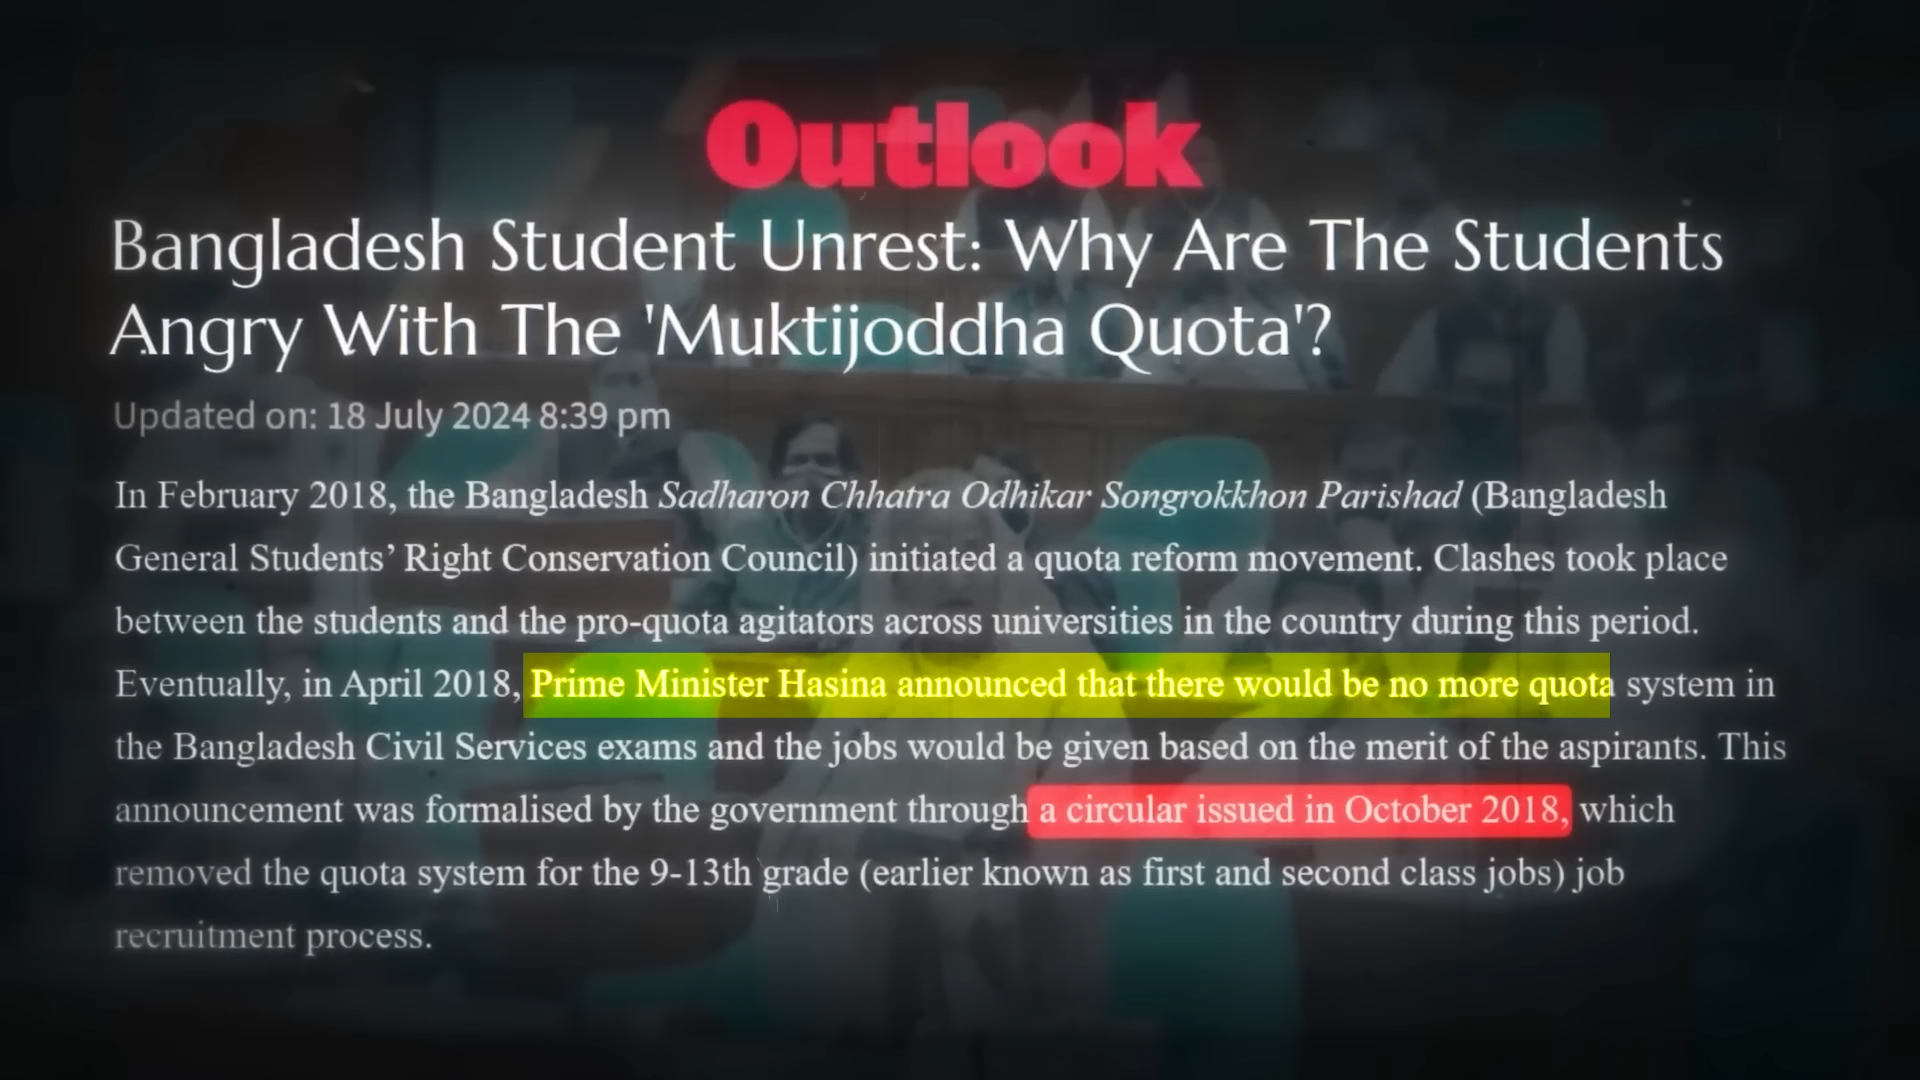 Outlook
Bangladesh Student Unrest: Why Are The Students
Angry With The 'Muktijoddha Quota'?
Updated on: 18 July 2024 8:39 pm
In February 2018, the Bangladesh Sadharon Chhatra Odhikar Songrokkhon Parishad (Bangladesh
General Students’ Right Conservation Council) initiated a quota reform movement. Clashes took place
between the students and the pro-quota agitators across universities in the country during this period.
Eventually, in April 2018, Prime Minister Hasina announced that there would be no more quota system in
the Bangladesh Civil Services exams and the jobs would be given based on the merit of the aspirants. This
announcement was formalised by the government through a circular issued in October 2018, which
removed the quota system for the 9-13th grade (earlier known as first and second class jobs) job
recruitment process.